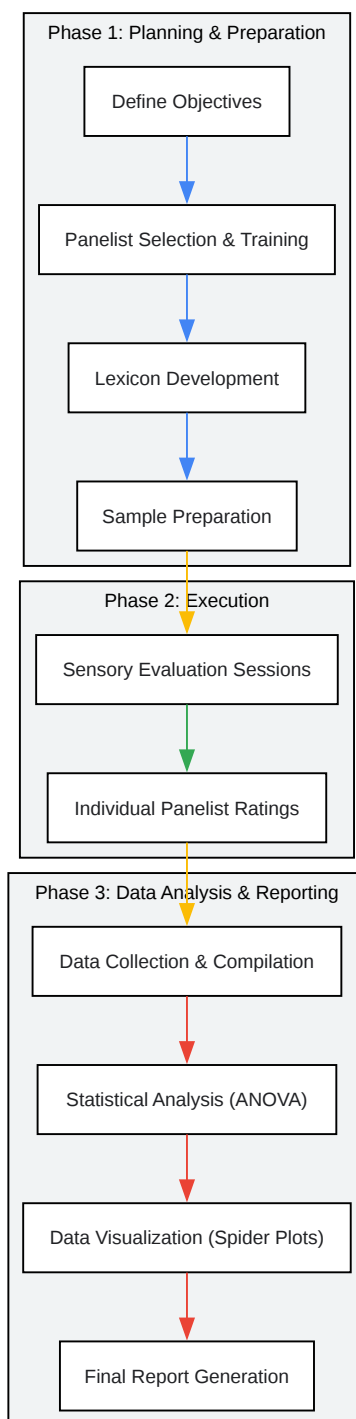 Phase 1: Planning & Preparation
Define Objectives
Panelist Selection & Training
Lexicon Development
Sample Preparation
Phase 2: Execution
Sensory Evaluation Sessions
Individual Panelist Ratings
Phase 3: Data Analysis & Reporting
Data Collection & Compilation
Statistical Analysis (ANOVA)
Data Visualization (Spider Plots)
Final Report Generation